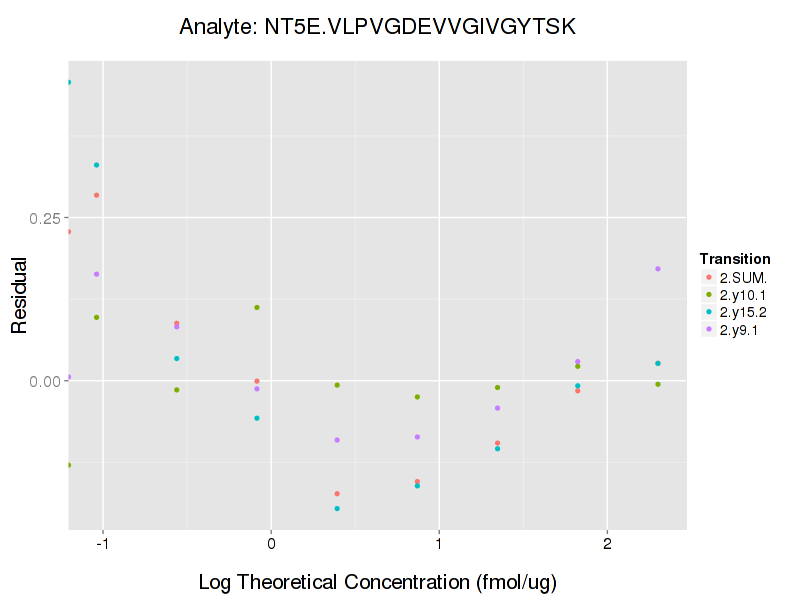 Analyte: NT5E.VLPVGDEVVGIVGYTSK
Residual
0.25
0.00
-1
0
1
2
Log Theoretical Concentration (fmol/ug)
Transition
2.SUM.
2.y10.1
2.y15.2
2.y9.1